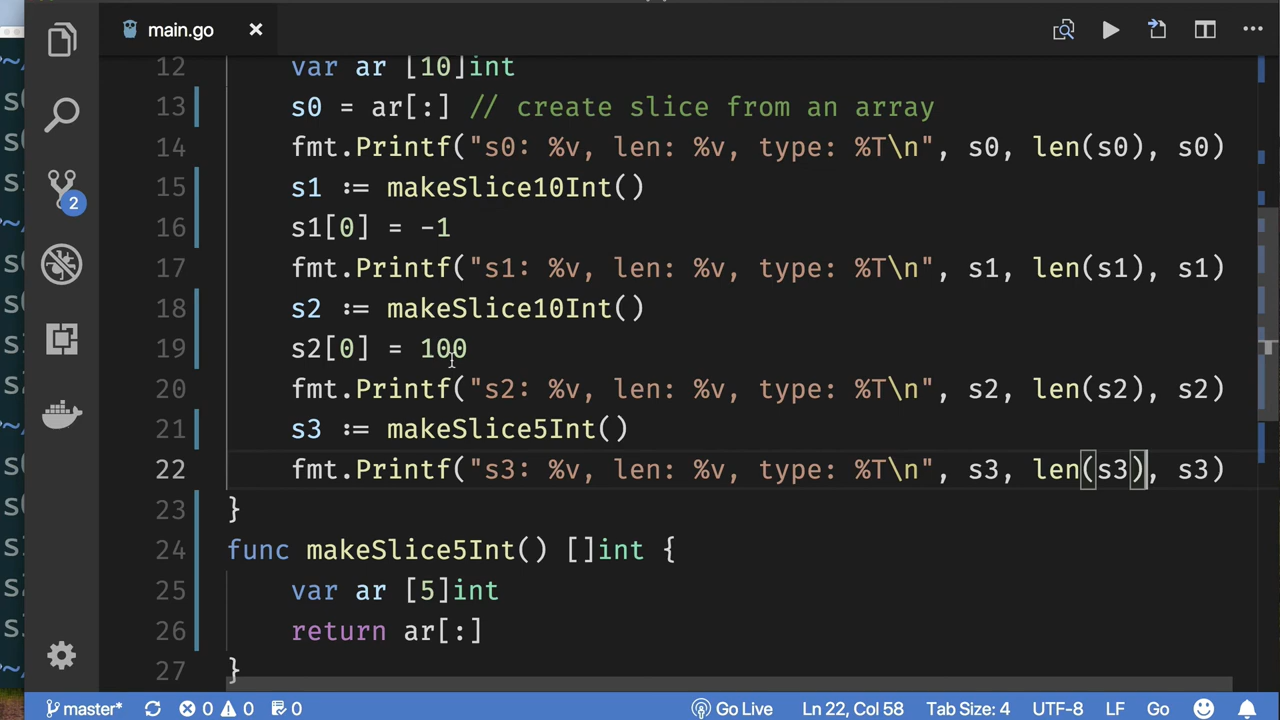 main.go
12 var ar [10]int
13 s0 = ar[:] // create slice from an array
14 fmt.Printf("s0: %v, len: %v, type: %T\n", s0, len(s0), s0)
15 s1 := makeSlice10Int()
16 s1[0] = -1
17 fmt.Printf("s1: %v, len: %v, type: %T\n", s1, len(s1), s1)
18 s2 := makeSlice10Int()
19 s2[0] = 100
20 fmt.Printf("s2: %v, len: %v, type: %T\n", s2, len(s2), s2)
21 s3 := makeSlice5Int()
22 fmt.Printf("s3: %v, len: %v, type: %T\n", s3, len(s3), s3)
23 }
24 func makeSlice5Int() []int {
25 var ar [5]int
26 return ar[:]
27 }
2
master* 0 0 0 Go Live Ln 22, Col 58 Tab Size: 4 UTF-8 LF Go